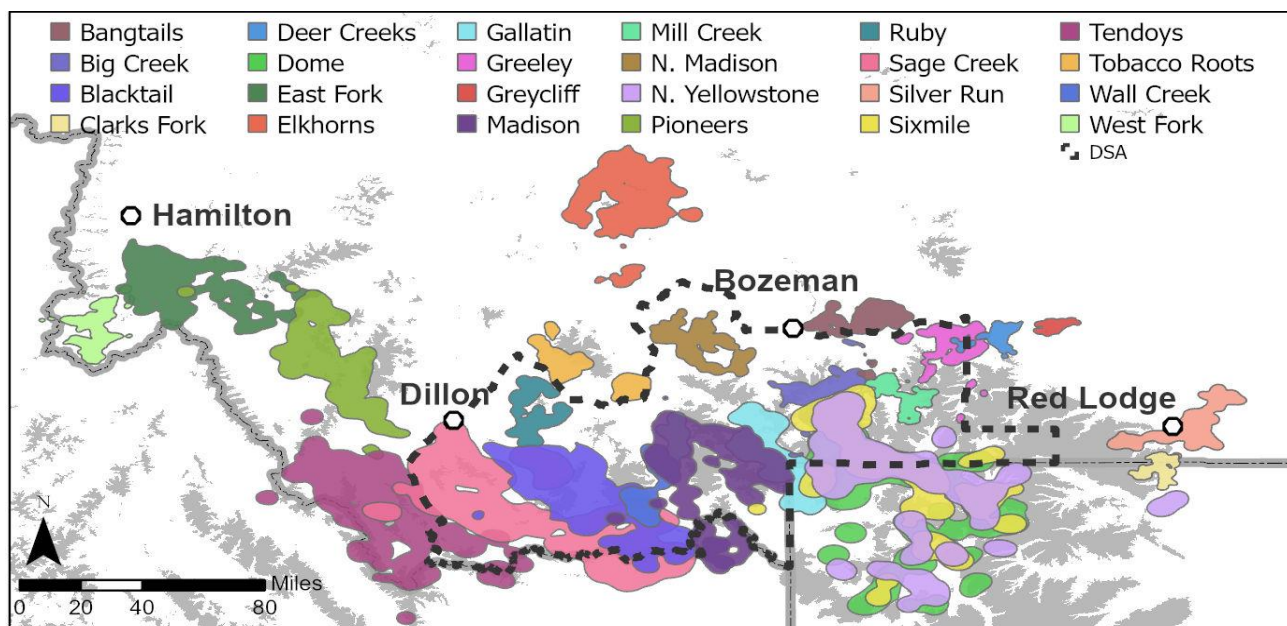 Bangtails Deer Creeks Gallatin Mill Creek Ruby Tendoys
Big Creek Dome Greeley N. Madison Sage Creek Tobacco Roots
Blacktail East Fork Greycliff N. Yellowstone Silver Run Wall Creek
Clarks Fork Elkhorns Madison Pioneers Sixmile West Fork
DSA
Hamilton
Bozeman
Dillon
Red Lodge
N
Miles
0 20 40 80